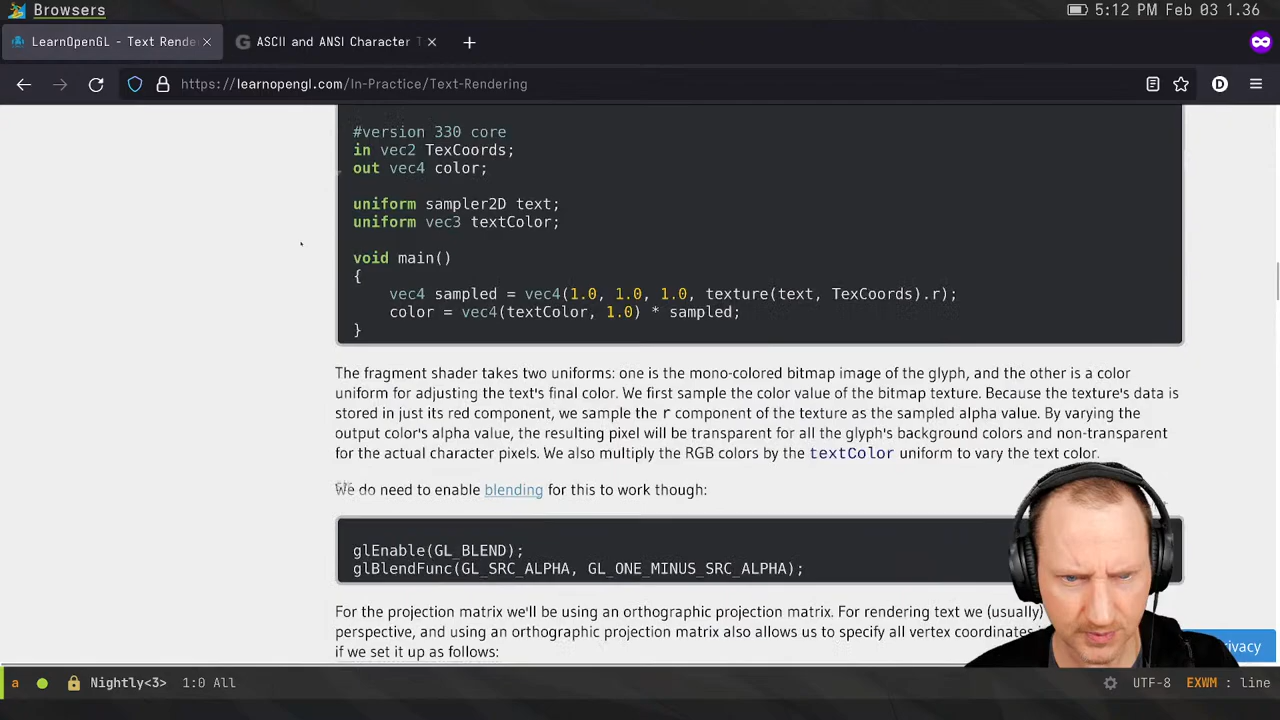 Browsers
5:12 PM Feb 03 1.36
LearnOpenGL - Text Rende
ASCII and ANSI Character T
https://learnopengl.com/In-Practice/Text-Rendering
#version 330 core
in vec2 TexCoords;
out vec4 color;
uniform sampler2D text;
uniform vec3 textColor;
void main()
{
vec4 sampled = vec4(1.0, 1.0, 1.0, texture(text, TexCoords).r);
color = vec4(textColor, 1.0) * sampled;
}
The fragment shader takes two uniforms: one is the mono-colored bitmap image of the glyph, and the other is a color
uniform for adjusting the text's final color. We first sample the color value of the bitmap texture. Because the texture's data is
stored in just its red component, we sample the r component of the texture as the sampled alpha value. By varying the
output color's alpha value, the resulting pixel will be transparent for all the glyph's background colors and non-transparent
for the actual character pixels. We also multiply the RGB colors by the textColor uniform to vary the text color.
We do need to enable blending for this to work though:
glEnable(GL_BLEND);
glBlendFunc(GL_SRC_ALPHA, GL_ONE_MINUS_SRC_ALPHA);
For the projection matrix we'll be using an orthographic projection matrix. For rendering text we (usually)
perspective, and using an orthographic projection matrix also allows us to specify all vertex coordinates
if we set it up as follows:
ivacy
a Nightly<3> 1:0 All
UTF-8 EXWM : line